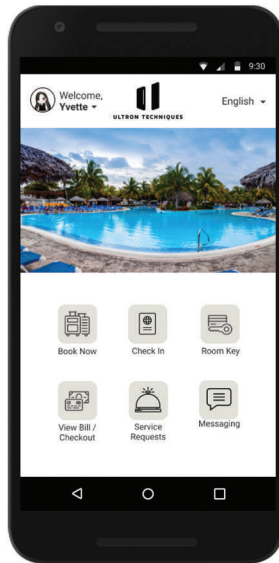 9:30
Welcome,
Yvette
ULTRON TECHNIQUES
English
Book Now
Check In
Room Key
View Bill /
Checkout
Service
Requests
Messaging